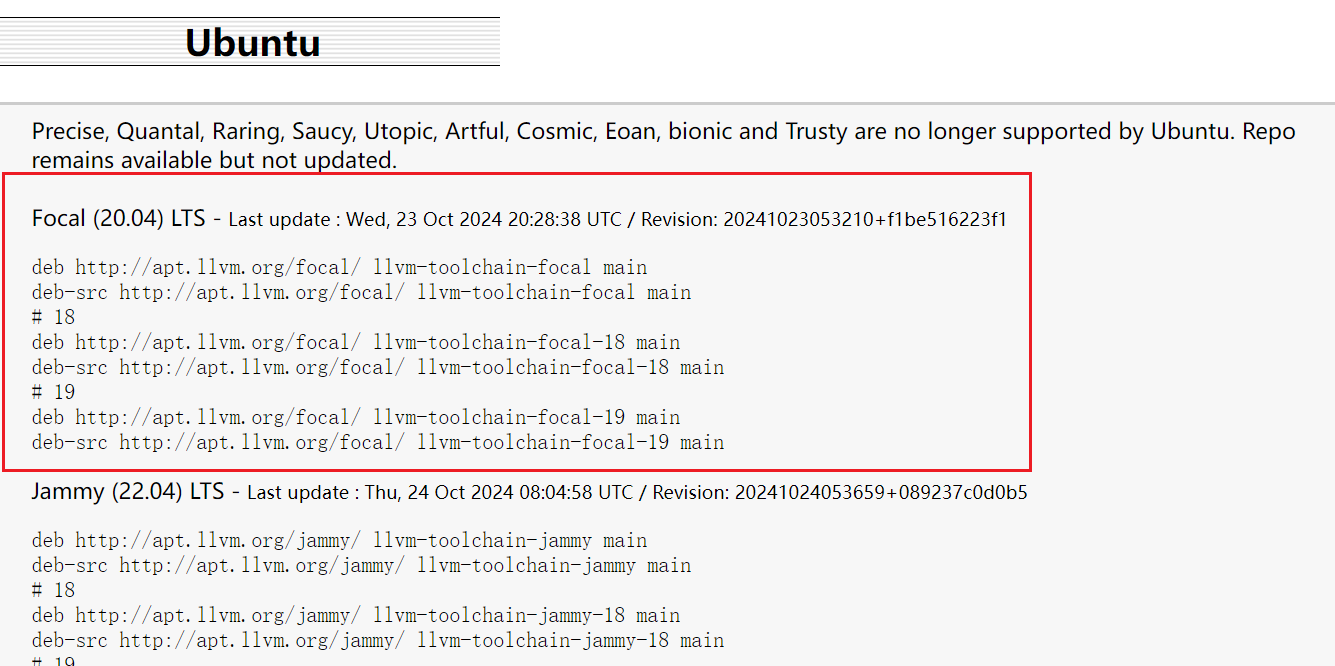 Ubuntu
Precise, Quantal, Raring, Saucy, Utopic, Artful, Cosmic, Eoan, bionic and Trusty are no longer supported by Ubuntu. Repo
remains available but not updated.
Focal (20.04) LTS - Last update : Wed, 23 Oct 2024 20:28:38 UTC / Revision: 20241023053210+f1be516223f1
deb http://apt.llvm.org/focal/ llvm-toolchain-focal main
deb-src http://apt.llvm.org/focal/ llvm-toolchain-focal main
# 18
deb http://apt.llvm.org/focal/ llvm-toolchain-focal-18 main
deb-src http://apt.llvm.org/focal/ llvm-toolchain-focal-18 main
# 19
deb http://apt.llvm.org/focal/ llvm-toolchain-focal-19 main
deb-src http://apt.llvm.org/focal/ llvm-toolchain-focal-19 main
Jammy (22.04) LTS - Last update : Thu, 24 Oct 2024 08:04:58 UTC / Revision: 20241024053659+089237c0d0b5
deb http://apt.llvm.org/jammy/ llvm-toolchain-jammy main
deb-src http://apt.llvm.org/jammy/ llvm-toolchain-jammy main
# 18
deb http://apt.llvm.org/jammy/ llvm-toolchain-jammy-18 main
deb-src http://apt.llvm.org/jammy/ llvm-toolchain-jammy-18 main
# 19